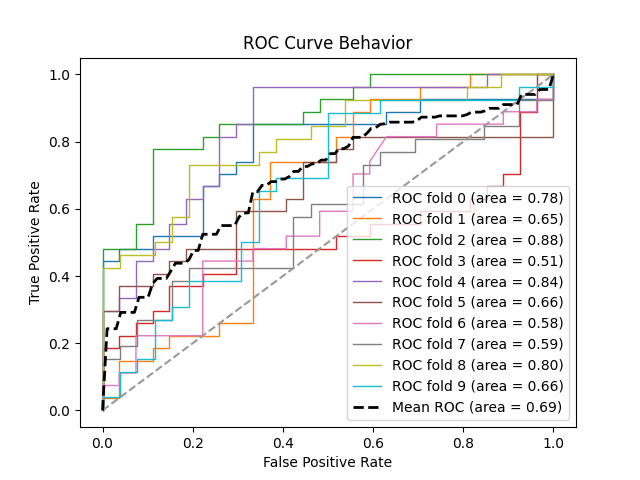 ROC Curve Behavior
True Positive Rate
1.0
0.8
0.6
0.4
0.2
0.0
ROC fold 0 (area = 0.78)
ROC fold 1 (area = 0.65)
ROC fold 2 (area = 0.88)
ROC fold 3 (area = 0.51)
ROC fold 4 (area = 0.84)
ROC fold 5 (area = 0.66)
ROC fold 6 (area = 0.58)
ROC fold 7 (area = 0.59)
ROC fold 8 (area = 0.80)
ROC fold 9 (area = 0.66)
Mean ROC (area = 0.69)
0.0 0.2 0.4 0.6 0.8 1.0
False Positive Rate